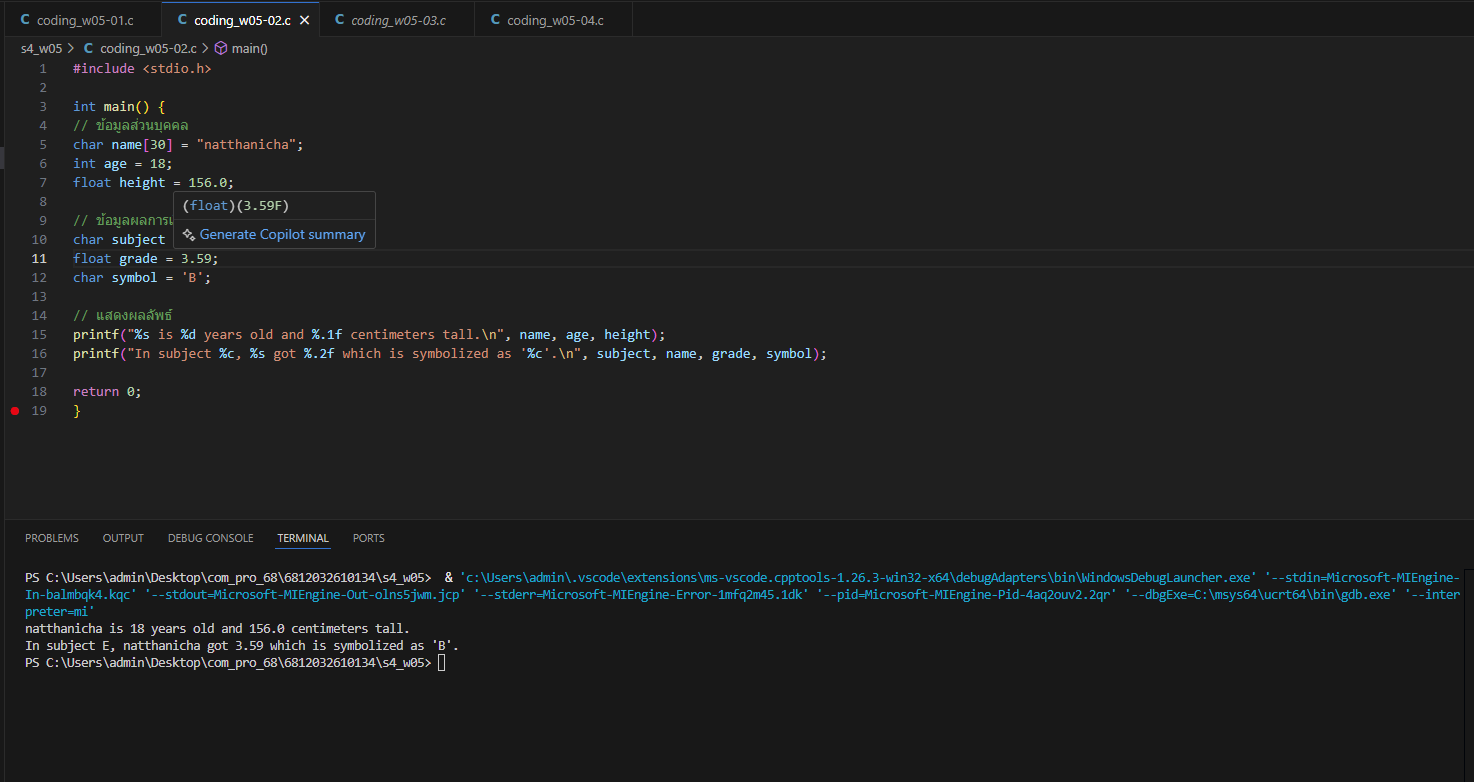 coding_w05-01.c
coding_w05-02.c
coding_w05-03.c
coding_w05-04.c
s4_w05 > C coding_w05-02.c > main()
1 #include <stdio.h>
2
3 int main() {
4 // ข้อมูลส่วนบุคคล
5 char name[30] = "natthanicha";
6 int age = 18;
7 float height = 156.0;
8
(float)(3.59F)
9 // ข้อมูลผลการเ
Generate Copilot summary
10 char subject
11 float grade = 3.59;
12 char symbol = 'B';
13
14 // แสดงผลลัพธ์
15 printf("%s is %d years old and %.1f centimeters tall.\n", name, age, height);
16 printf("In subject %c, %s got %.2f which is symbolized as '%c'.\n", subject, name, grade, symbol);
17
18 return 0;
19 }
PROBLEMS OUTPUT DEBUG CONSOLE TERMINAL PORTS
PS C:\Users\admin\Desktop\com_pro_68\6812032610134\s4_w05> & 'c:\Users\admin\.vscode\extensions\ms-vscode.cpptools-1.26.3-win32-x64\debugAdapters\bin\WindowsDebugLauncher.exe' '--stdin=Microsoft-MIEngine-
In-balmbqk4.kqc' '--stdout=Microsoft-MIEngine-Out-olns5jwm.jcp' '--stderr=Microsoft-MIEngine-Error-1mfq2m45.1dk' '--pid=Microsoft-MIEngine-Pid-4aq2ouv2.2qr' '--dbgExe=C:\msys64\ucrt64\bin\gdb.exe' '--inter
preter=mi'
natthanicha is 18 years old and 156.0 centimeters tall.
In subject E, natthanicha got 3.59 which is symbolized as 'B'.
PS C:\Users\admin\Desktop\com_pro_68\6812032610134\s4_w05>